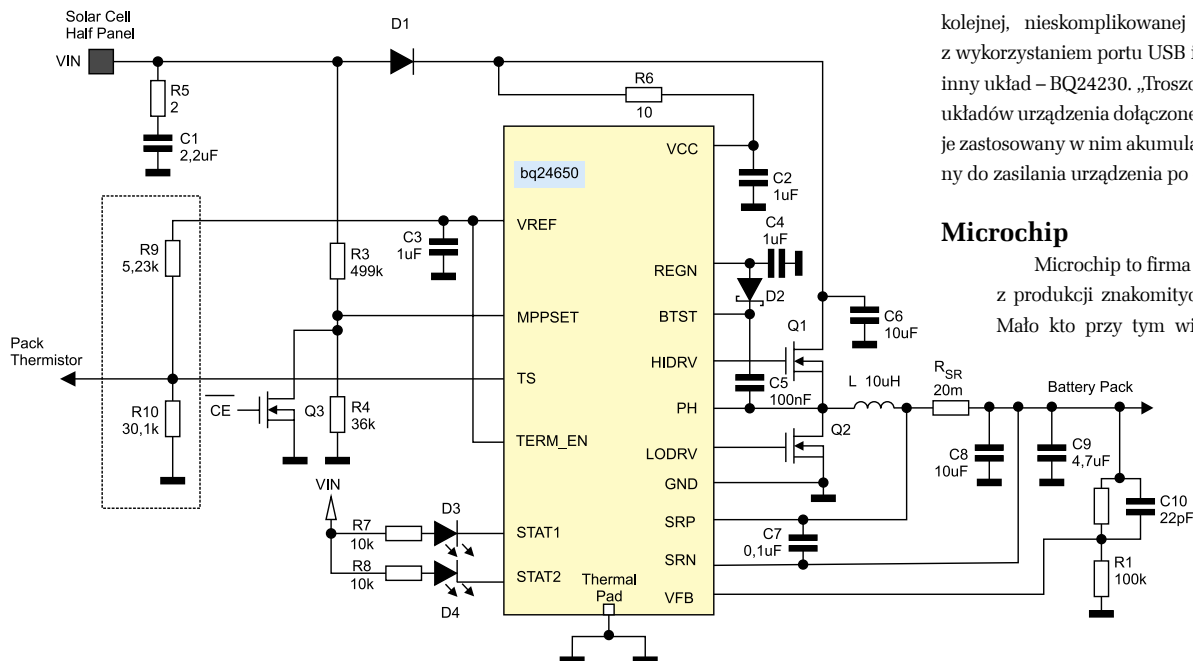 Solar Cell
Half Panel
VIN
D1
R5
2
C1
2,2uF
R6
10
bq24650
VCC
C2
1uF
VREF
R9
5,23k
C3
1uF
R3
499k
C4
1uF
REGN
D2
MPPSET
BTST
Q1
C6
10uF
Pack
Thermistor
TS
HIDRV
C5
100nF
L 10uH
RSR
20m
Battery Pack
R10
30,1k
CE
Q3
R4
36k
PH
Q2
TERM_EN
LODRV
C8
10uF
C9
4,7uF
VIN
GND
C10
22pF
R7
10k
D3
STAT1
SRP
C7
0,1uF
R8
10k
D4
STAT2
SRN
Thermal
Pad
VFB
R1
100k
kolejnej, nieskomplikowanej
z wykorzystaniem portu USB i
inny układ – BQ24230. „Troszc
układów urządzenia dołączone
je zastosowany w nim akumula
ny do zasilania urządzenia po
Microchip
Microchip to firma
z produkcji znakomityc
Mało kto przy tym wi